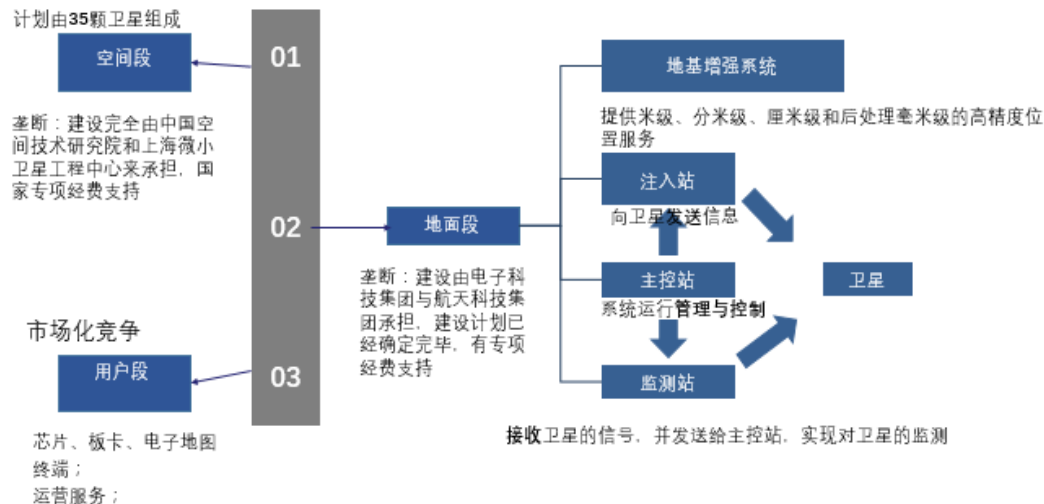 计划由35颗卫星组成
空间段
垄断：建设完全由中国空
间技术研究院和上海微小
卫星工程中心来承担，国
家专项经费支持
01
02
03
市场化竞争
用户段
芯片、板卡、电子地图
终端；
运营服务；
地面段
垄断：建设由电子科
技集团与航天科技集
团承担，建设计划已
经确定完毕，有专项
经费支持
地基增强系统
提供米级、分米级、厘米级和后处理毫米级的高精度位
置服务
注入站
向卫星发送信息
主控站
系统运行管理与控制
监测站
接收卫星的信号，并发送给主控站，实现对卫星的监测
卫星